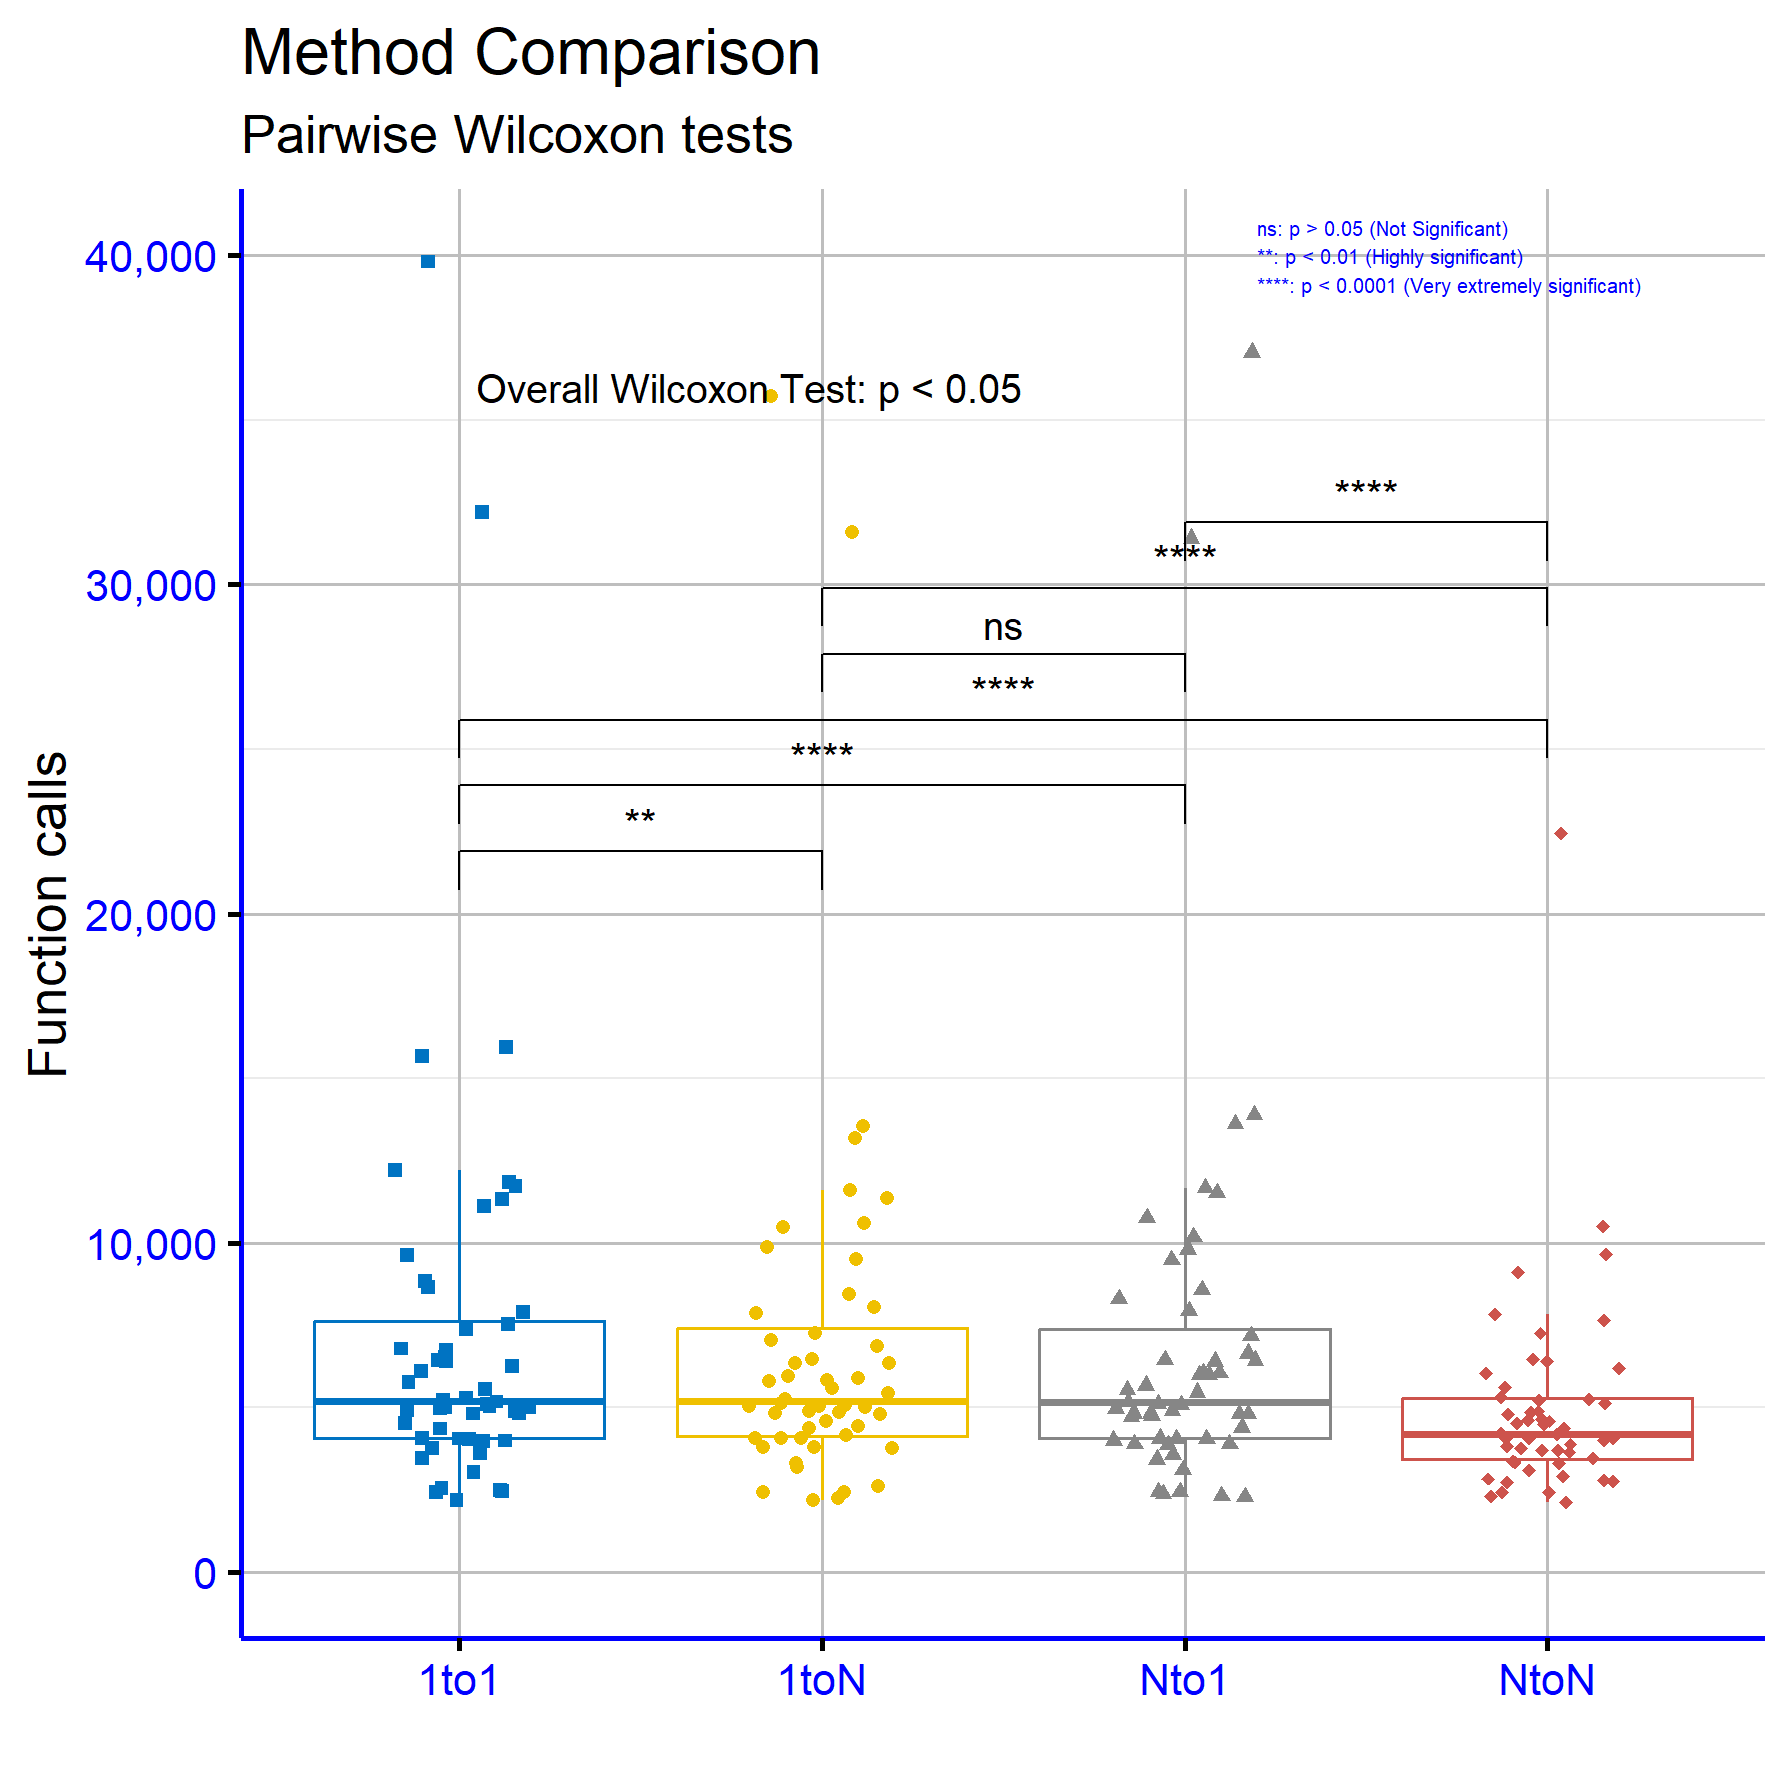 Method Comparison
Pairwise Wilcoxon tests
ns: p > 0.05 (Not Significant)
**: p < 0.01 (Highly significant)
****: p < 0.0001 (Very extremely significant)
Overall Wilcoxon Test: p < 0.05
****
****
ns
****
****
**
Function calls
40,000
30,000
20,000
10,000
0
1to1
1toN
Nto1
NtoN